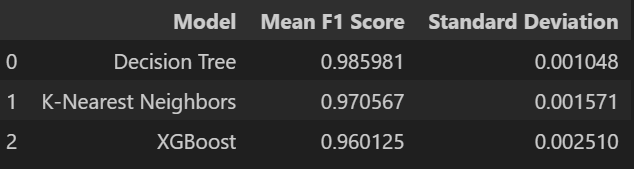 Model Mean F1 Score Standard Deviation
0 Decision Tree 0.985981 0.001048
1 K-Nearest Neighbors 0.970567 0.001571
2 XGBoost 0.960125 0.002510